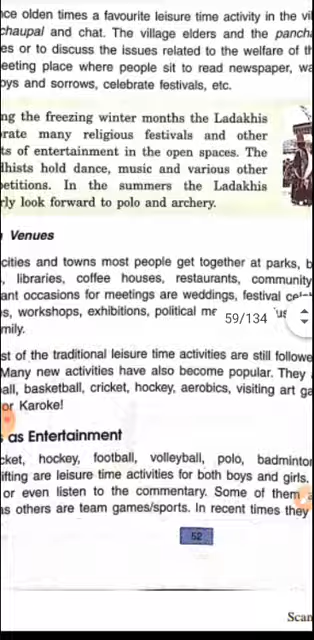 ce olden times a favourite leisure time activity in the vil
chaupal and chat. The village elders and the panch
es or to discuss the issues related to the welfare of th
eeting place where people sit to read newspaper, wa
oys and sorrows, celebrate festivals, etc.
ng the freezing winter months the Ladakhis
rate many religious festivals and other
ts of entertainment in the open spaces. The
dhists hold dance, music and various other
petitions. In the summers the Ladakhis
rly look forward to polo and archery.
Venues
cities and towns most people get together at parks, b
, libraries, coffee houses, restaurants, community
ant occasions for meetings are weddings, festival
s, workshops, exhibitions, political
59/134
mily.
st of the traditional leisure time activities are still followe
Many new activities have also become popular. They
all, basketball, cricket, hockey, aerobics, visiting art ga
or Karoke!
as Entertainment
cket, hockey, football, volleyball, polo, badminton
ifting are leisure time activities for both boys and girls.
or even listen to the commentary. Some of them a
as others are team games/sports. In recent times they
52
Scan